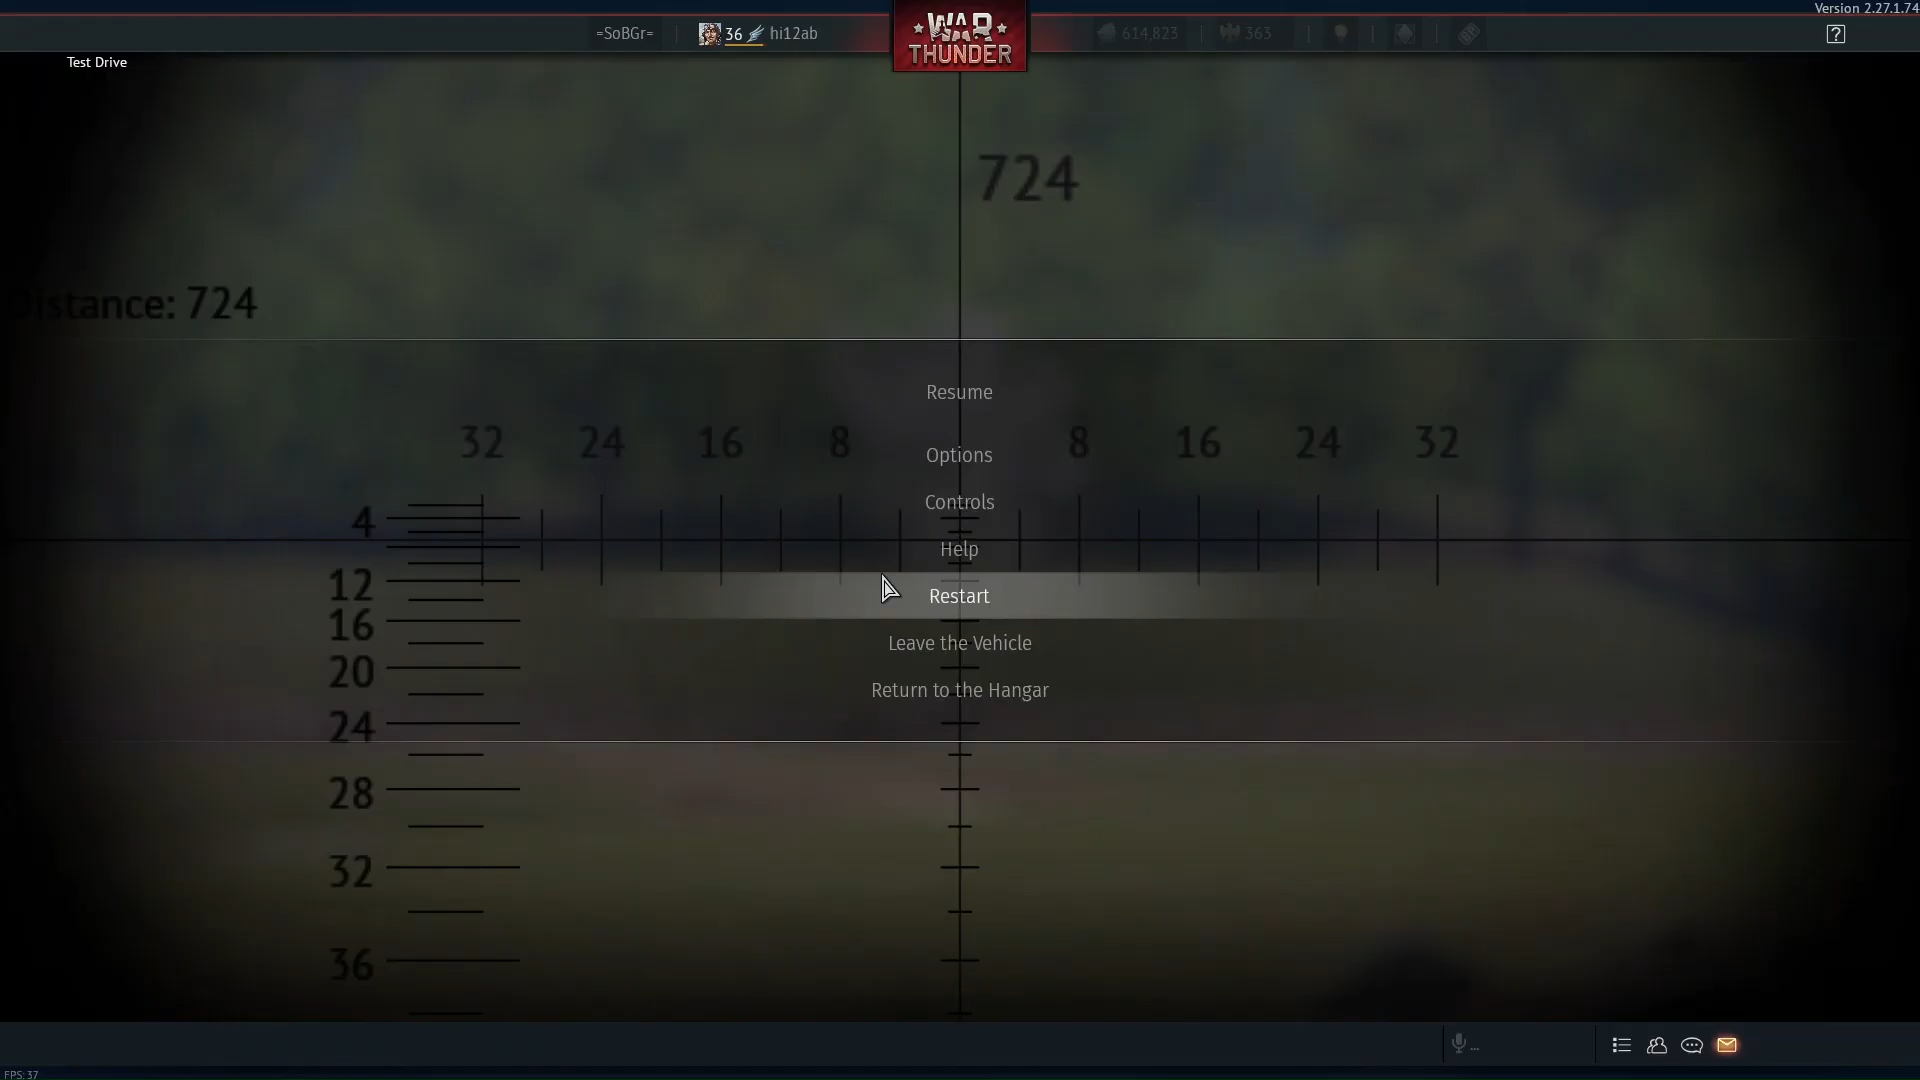 Version 2.27.1.74
=SoBGr= 36 hi12ab WAR THUNDER 614,823 363
Test Drive
724
Distance: 724
Resume
32 24 16 8 8 16 24 32
Options
Controls
4
Help
12
Restart
16
Leave the Vehicle
20
Return to the Hangar
24
28
32
36
...
FPS: 37